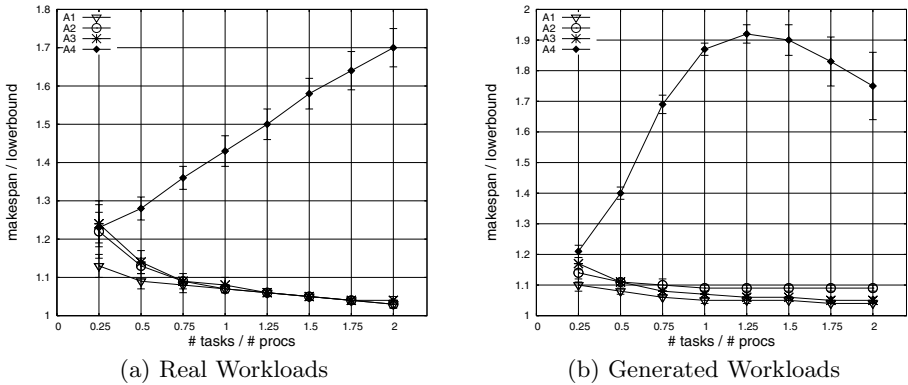 makespan / lowerbound
1.8
1.7
1.6
1.5
1.4
1.3
1.2
1.1
1
A1
A2
A3
A4
0 0.25 0.5 0.75 1 1.25 1.5 1.75 2
# tasks / # procs
(a) Real Workloads
makespan / lowerbound
2
1.9
1.8
1.7
1.6
1.5
1.4
1.3
1.2
1.1
1
A1
A2
A3
A4
0 0.25 0.5 0.75 1 1.25 1.5 1.75 2
# tasks / # procs
(b) Generated Workloads